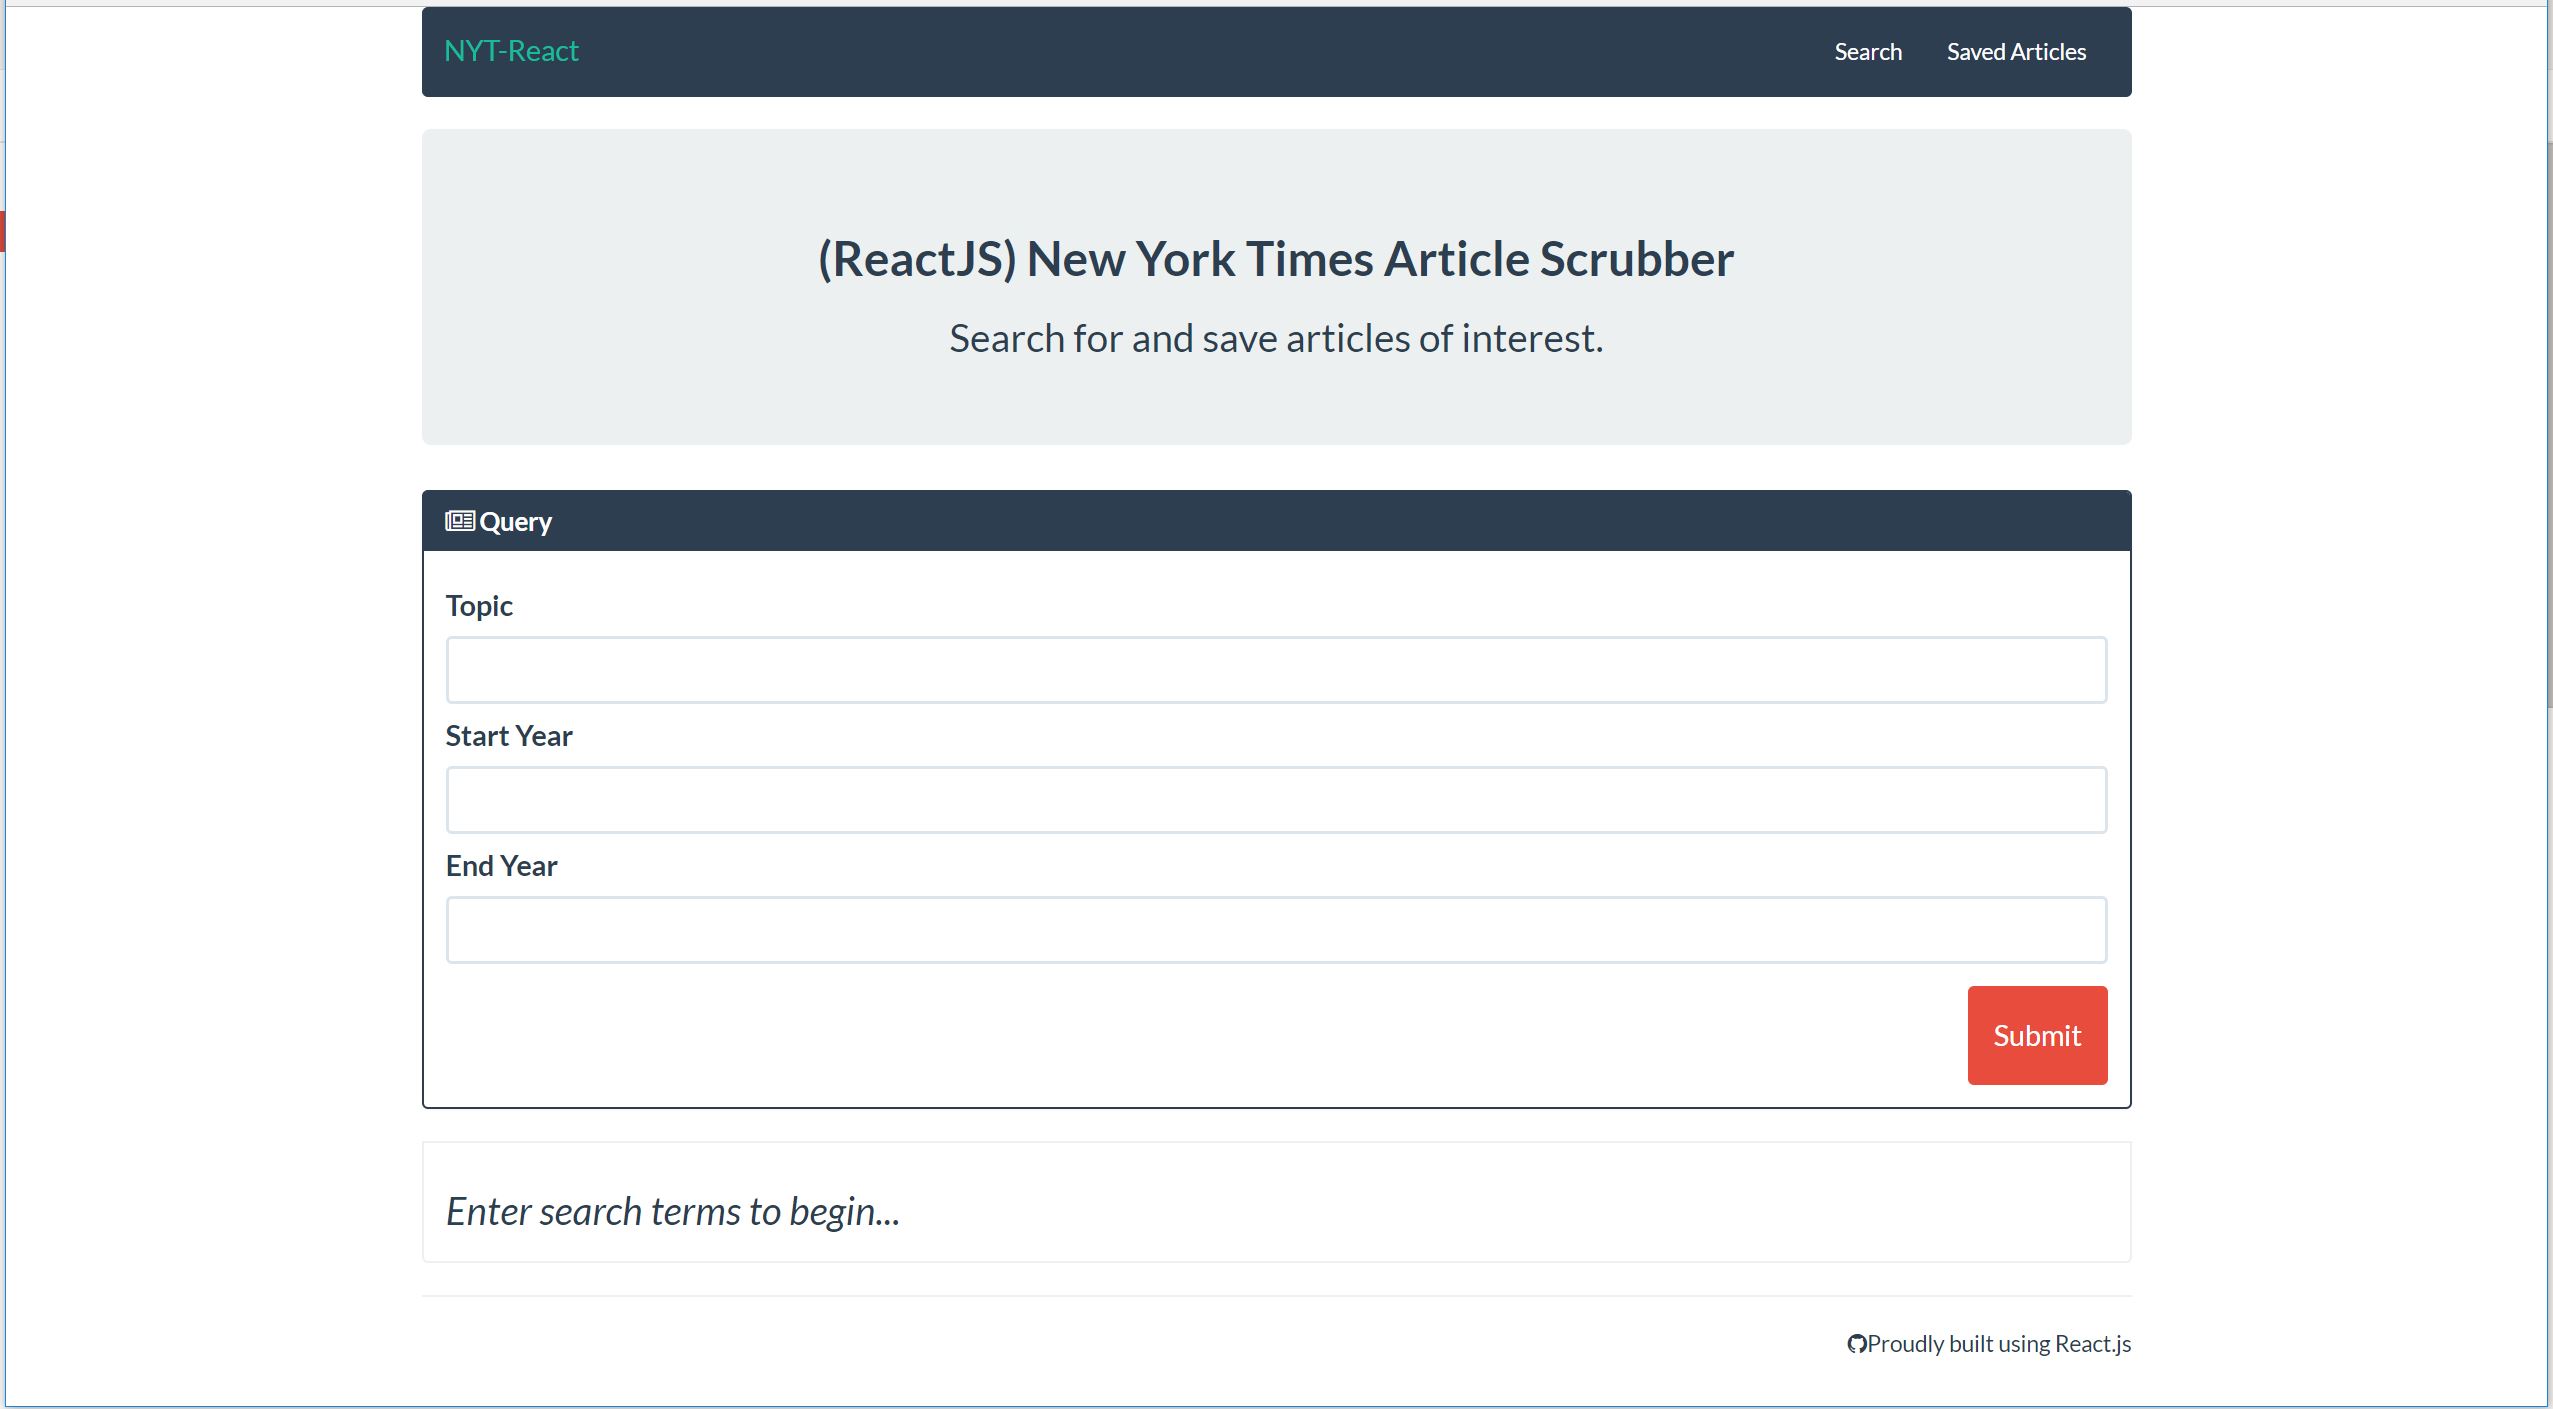 NYT-React
Search
Saved Articles
(ReactJS) New York Times Article Scrubber
Search for and save articles of interest.
Query
Topic
Start Year
End Year
Submit
Enter search terms to begin...
Proudly built using React.js